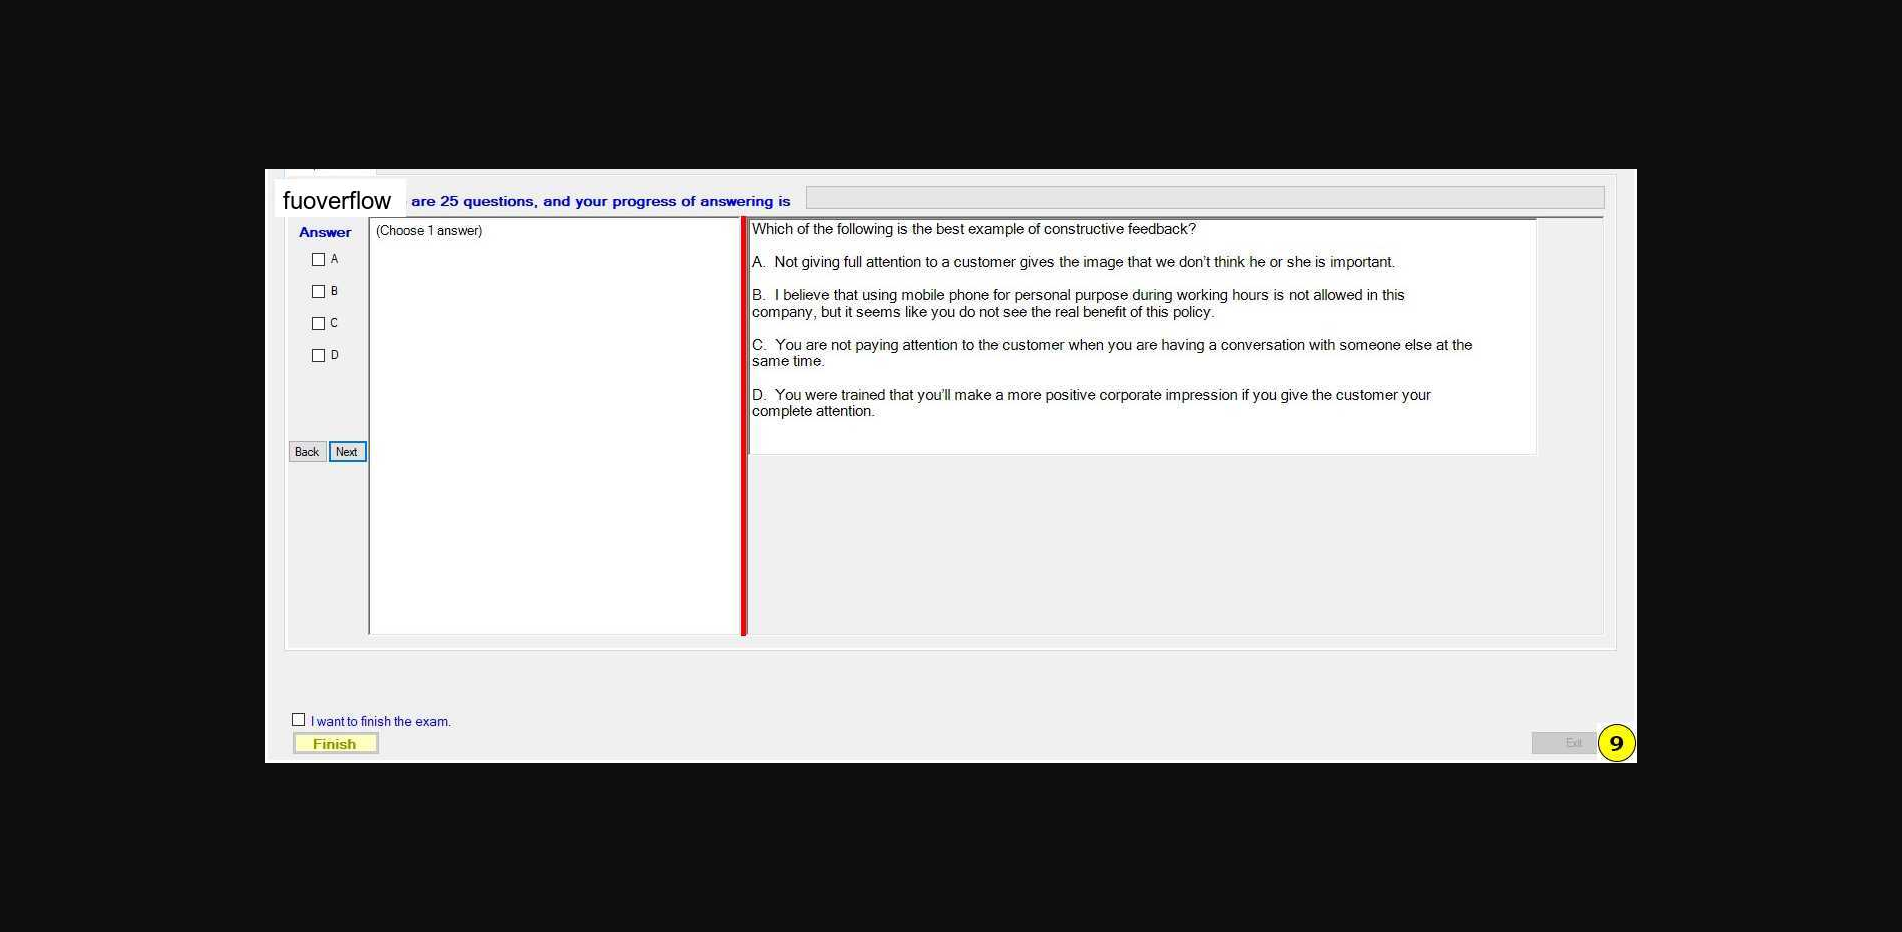 fuoverflow are 25 questions, and your progress of answering is
Answer
(Choose 1 answer)
A
B
C
D
Back Next
Which of the following is the best example of constructive feedback?
A. Not giving full attention to a customer gives the image that we don't think he or she is important.
B. I believe that using mobile phone for personal purpose during working hours is not allowed in this
company, but it seems like you do not see the real benefit of this policy.
C. You are not paying attention to the customer when you are having a conversation with someone else at the
same time.
D. You were trained that you'll make a more positive corporate impression if you give the customer your
complete attention.
I want to finish the exam.
Finish
Exit
9